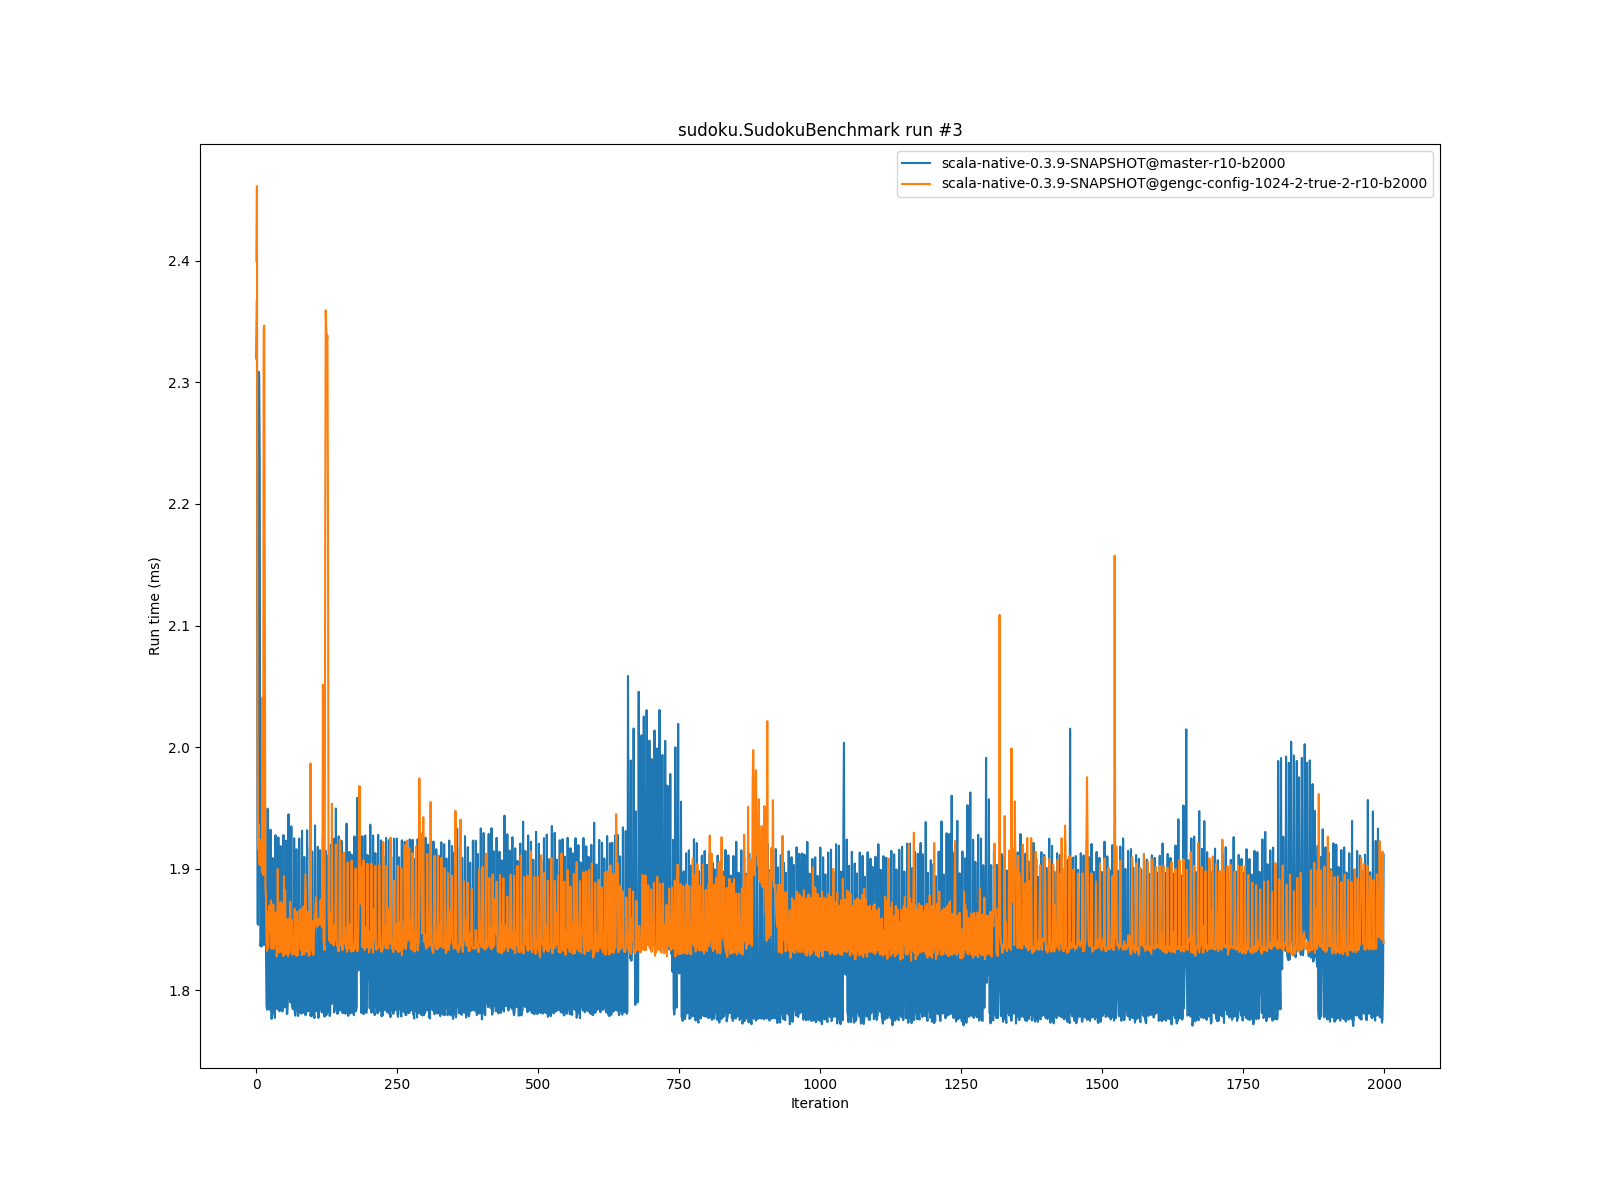 sudoku.SudokuBenchmark run #3
scala-native-0.3.9-SNAPSHOT@master-r10-b2000
scala-native-0.3.9-SNAPSHOT@gengc-config-1024-2-true-2-r10-b2000
Run time (ms)
2.4
2.3
2.2
2.1
2.0
1.9
1.8
0 250 500 750 1000 1250 1500 1750 2000
Iteration